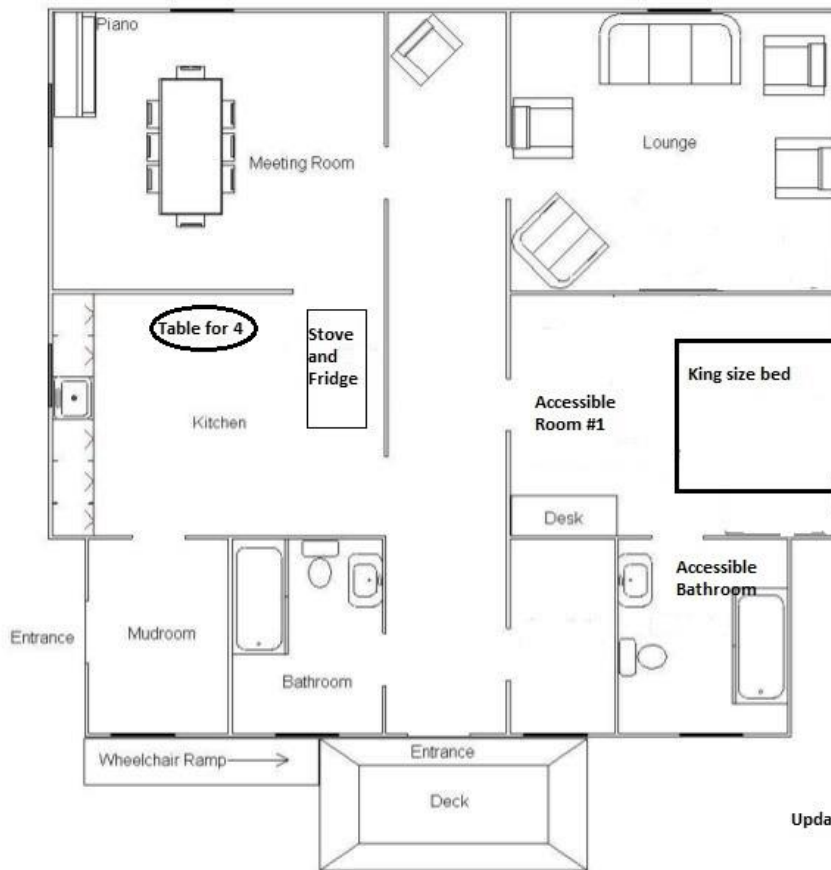 Piano
Meeting Room
Lounge
Table for 4
Stove
and
Fridge
King size bed
Accessible
Room #1
Kitchen
Desk
Accessible
Bathroom
Entrance
Mudroom
Bathroom
Wheelchair Ramp
Entrance
Deck
Upda